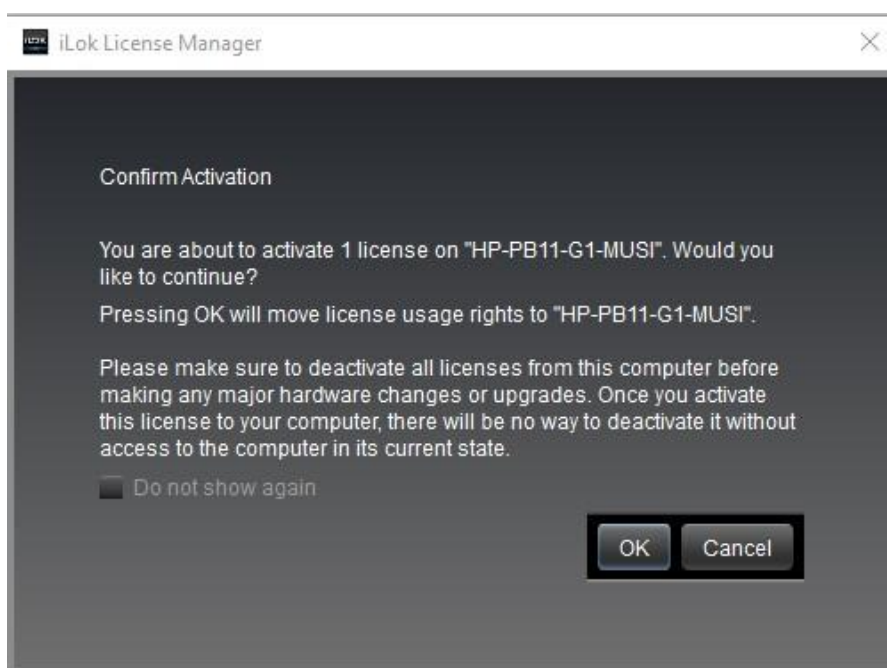 iLok License Manager
Confirm Activation
You are about to activate 1 license on "HP-PB11-G1-MUSI". Would you
like to continue?
Pressing OK will move license usage rights to "HP-PB11-G1-MUSI".
Please make sure to deactivate all licenses from this computer before
making any major hardware changes or upgrades. Once you activate
this license to your computer, there will be no way to deactivate it without
access to the computer in its current state.
Do not show again
OK Cancel